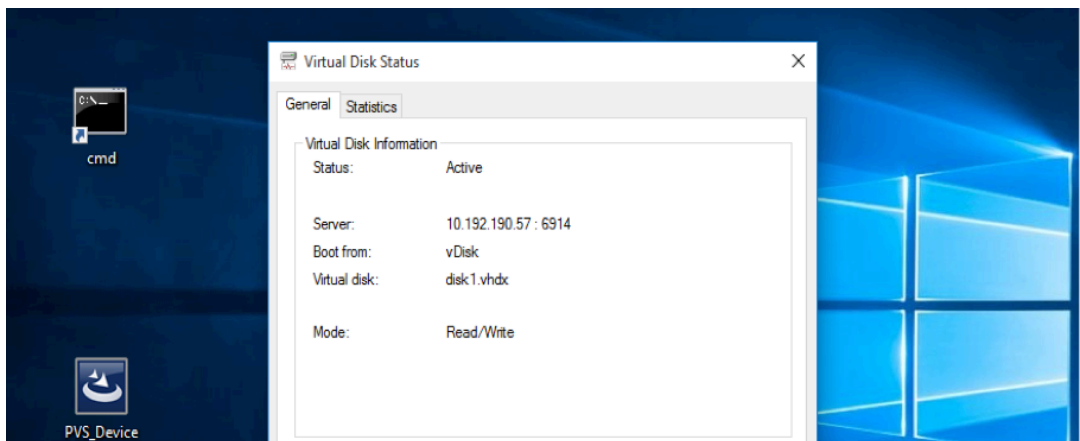 Virtual Disk Status
General Statistics
C:\_
cmd
Virtual Disk Information
Status: Active
Server: 10.192.190.57 : 6914
Boot from: vDisk
Virtual disk: disk1.vhdx
Mode: Read/Write
PVS_Device